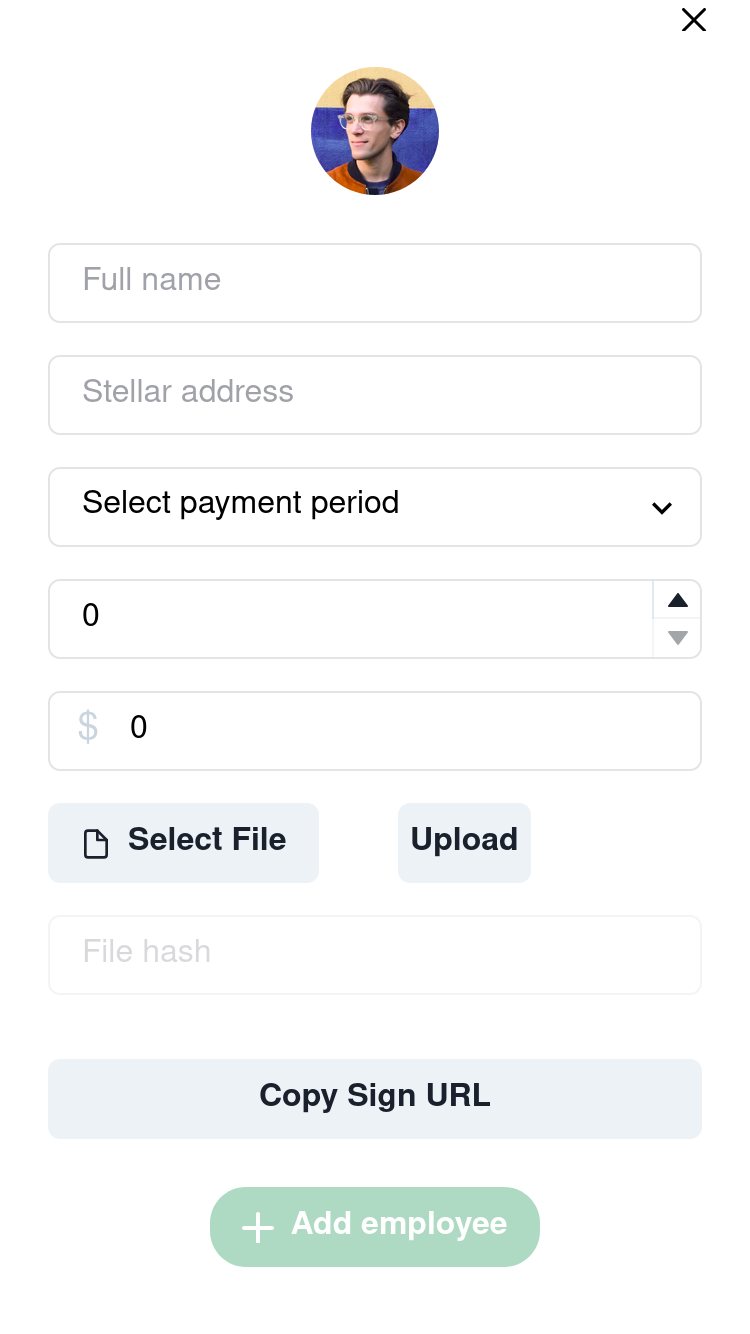 Full name
Stellar address
Select payment period
0
$ 0
Select File
Upload
File hash
Copy Sign URL
Add employee